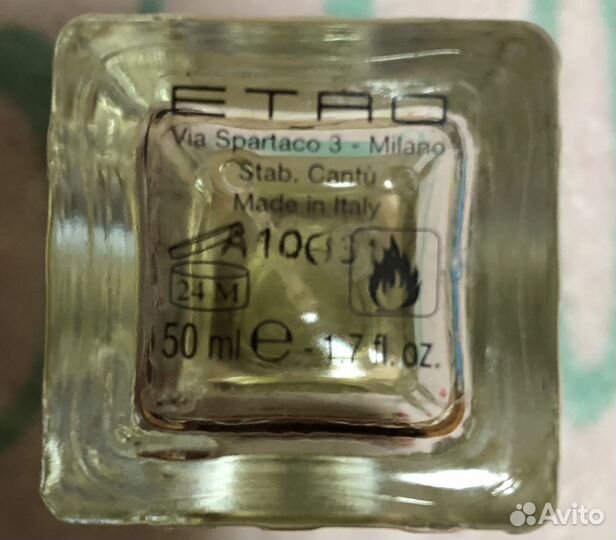 ETRO
Via Spartaco 3 - Milano
Stab. Cantù
Made in Italy
24 M
50 ml e - 1.7 fl. oz.
Avito